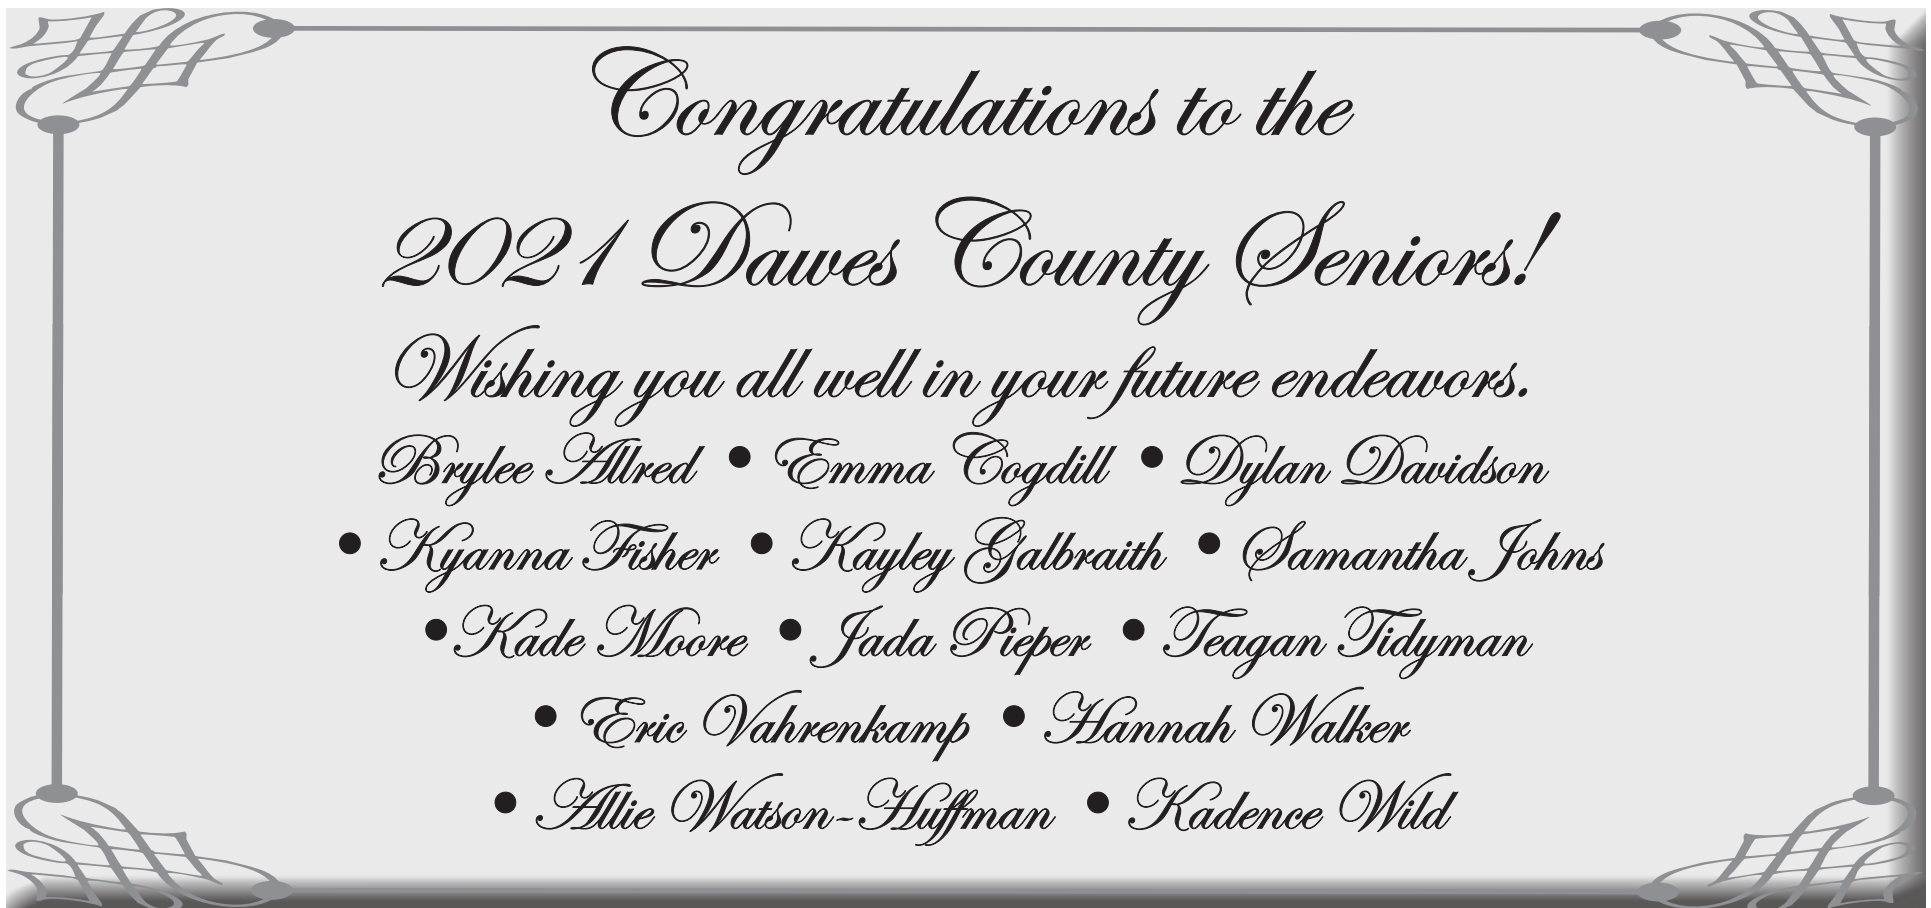 Congratulations to the
2021 Dawes County Seniors!
Wishing you all well in your future endeavors.
Brylee Allred • Emma Cogdill • Dylan Davidson
• Kyanna Fisher • Kayley Galbraith • Samantha Johns
• Kade Moore • Jada Pieper • Teagan Tidyman
• Eric Vahrenkamp • Hannah Walker
• Allie Watson-Huffman • Kadence Wild